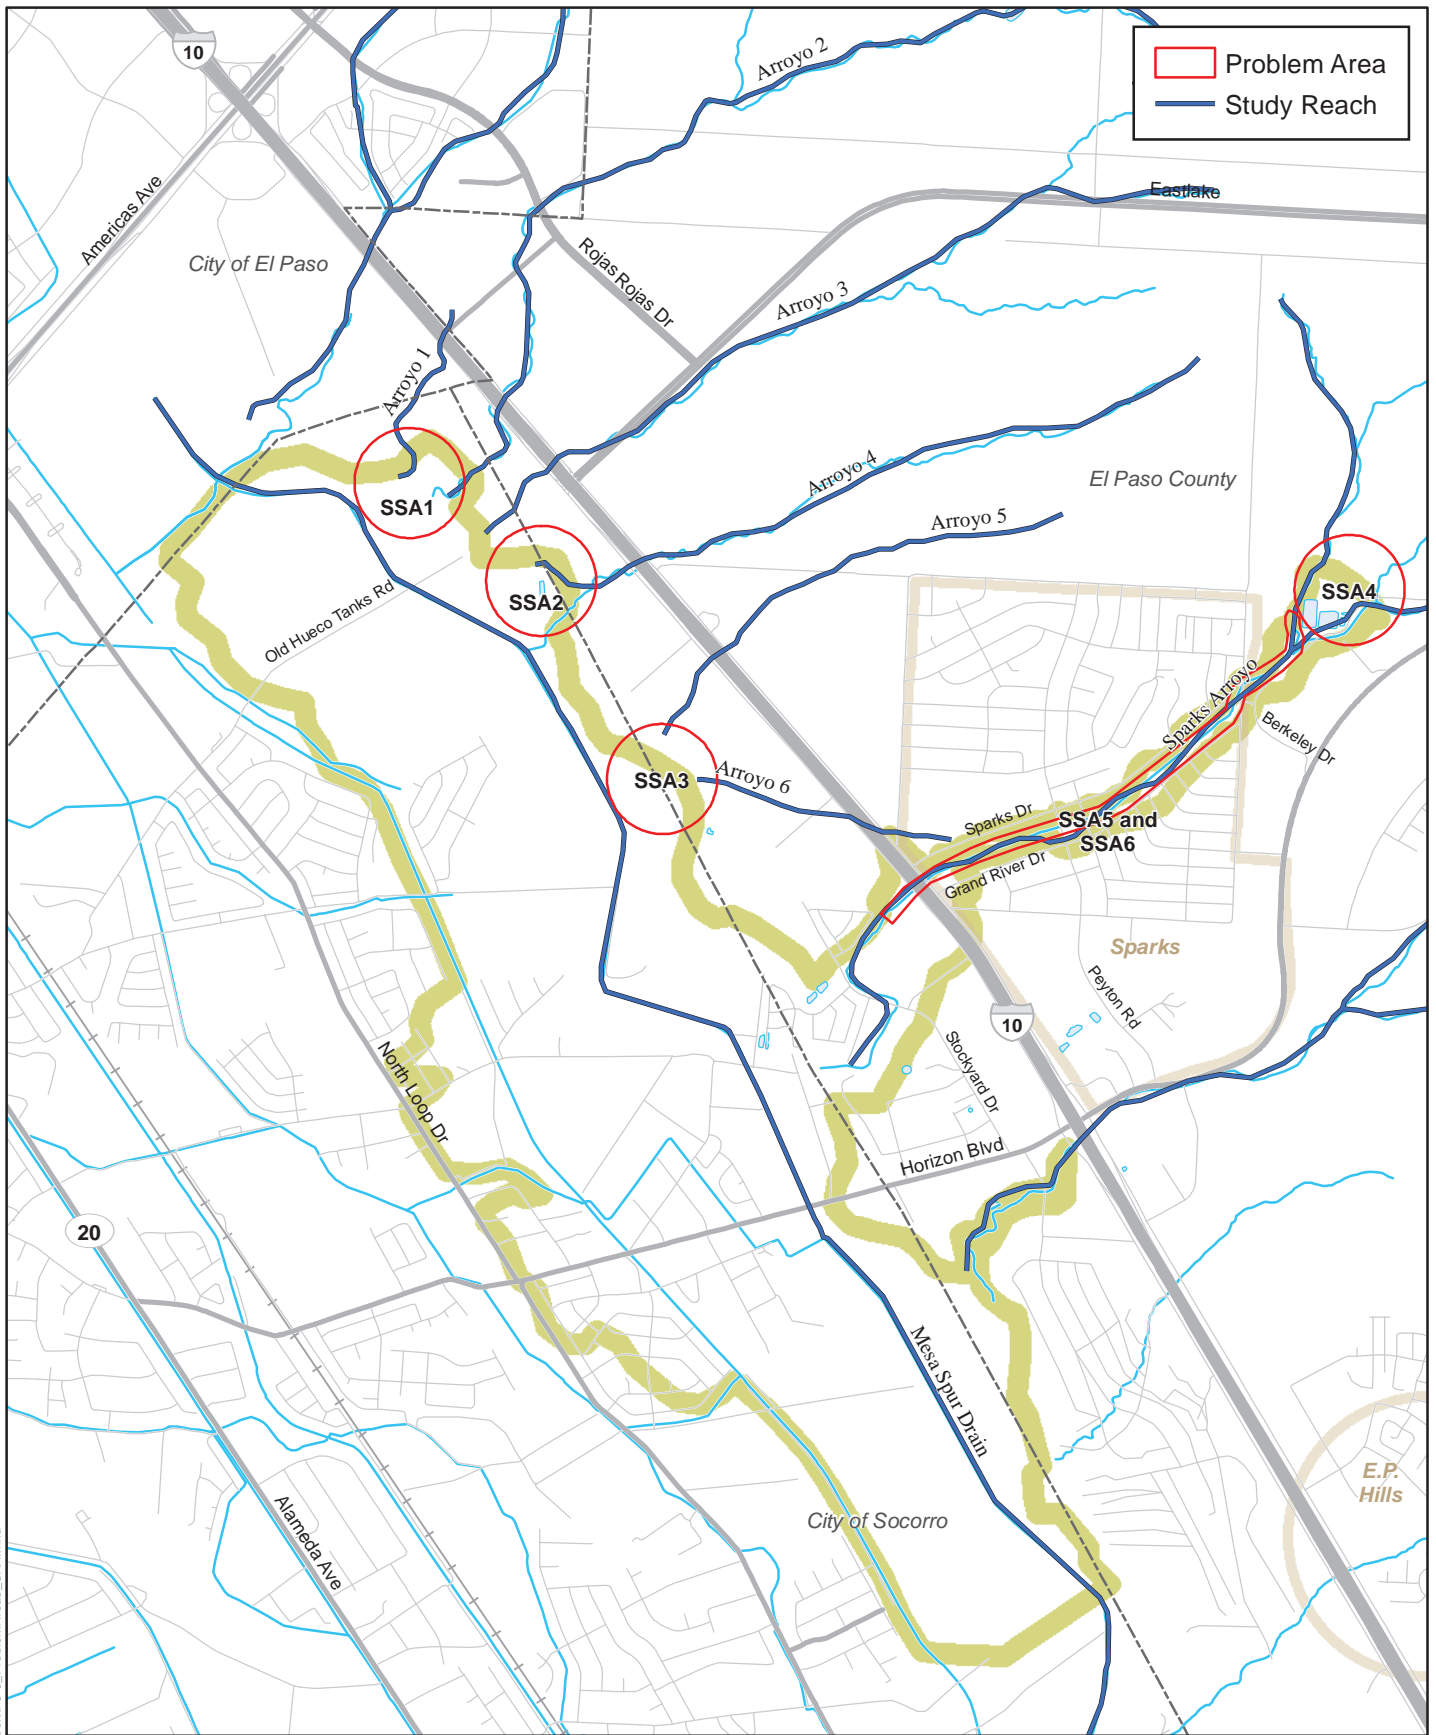 10
Arroyo 2
Problem Area
Study Reach
Americas Ave
Eastlake
City of El Paso
Rojas Rojas Dr
Arroyo 3
Arroyo 1
Arroyo 4
El Paso County
SSA1
Arroyo 5
SSA2
SSA4
Old Hueco Tanks Rd
Sparks Arroyo
Berkeley Dr
SSA3
Arroyo 6
Sparks Dr
SSA5 and
SSA6
Grand River Dr
Sparks
Peyton Rd
10
Stockyard Dr
North Loop Dr
Horizon Blvd
20
Mesa Spur Drain
E.P.
Hills
Alameda Ave
City of Socorro